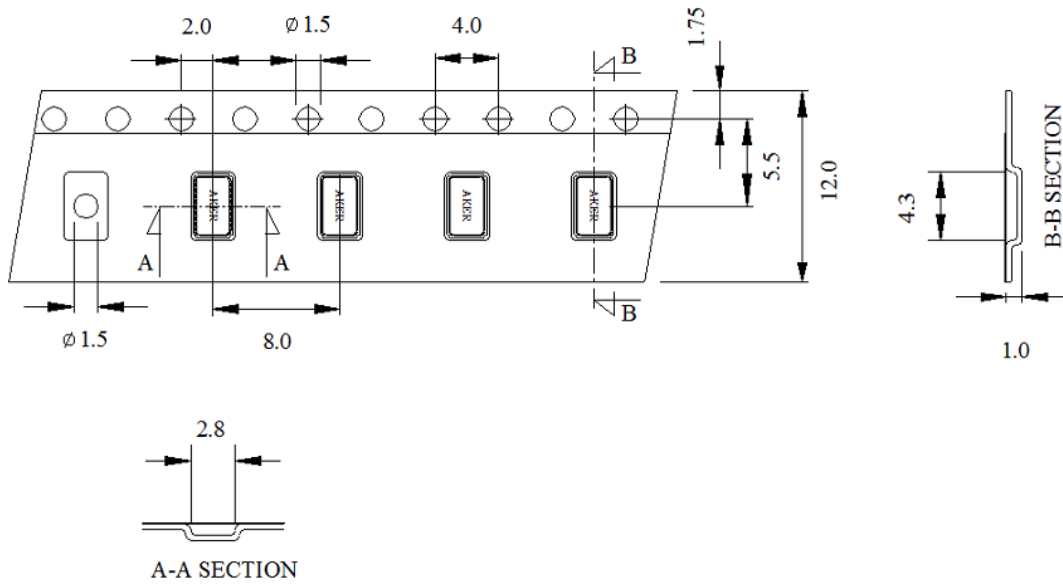 2.0 ⌀1.5 4.0 1.75
B
5.5
12.0
AKER AKER AKER AKER
A A
B
⌀1.5 8.0
4.3
B-B SECTION
1.0
2.8
A-A SECTION